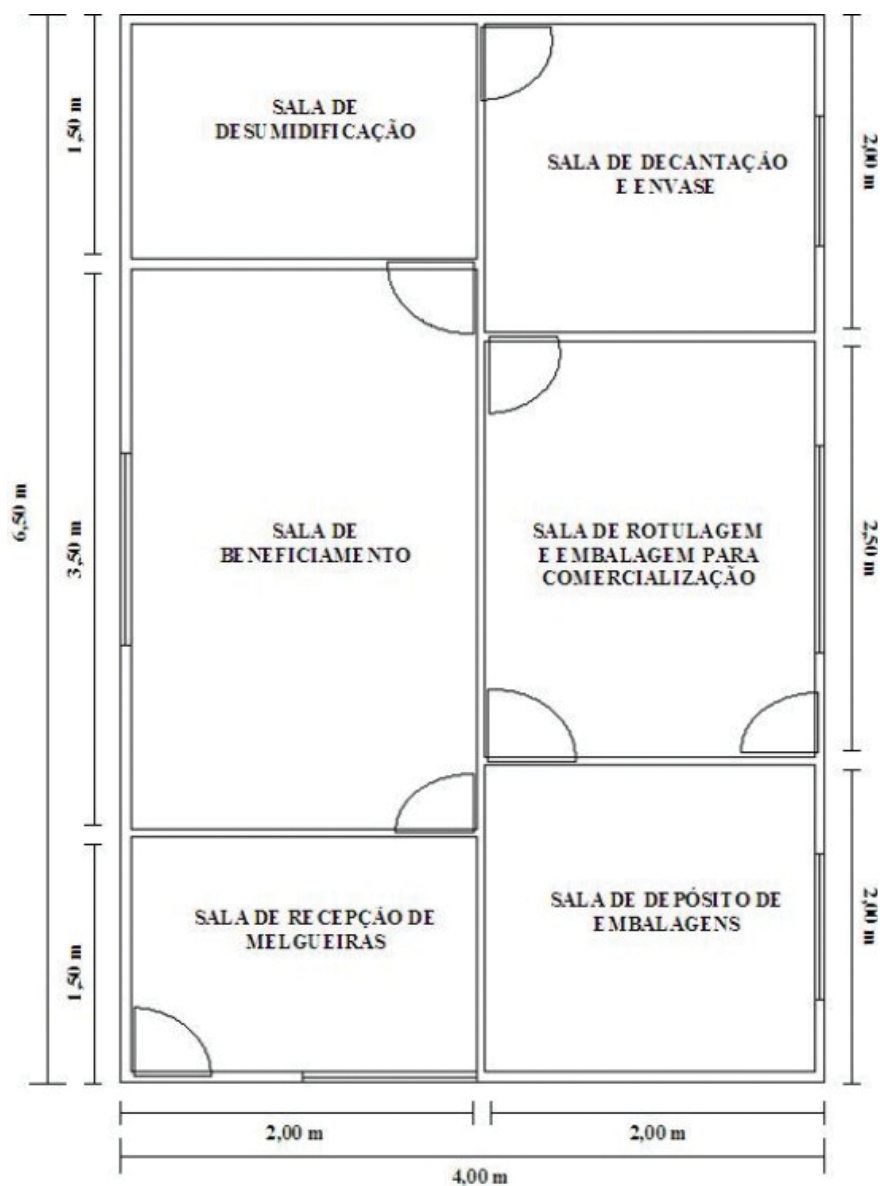 SALA DE
DESUMIDIFICAÇÃO
SALA DE DECANTAÇÃO
E ENVASE
SALA DE
BENEFICIAMENTO
SALA DE ROTULAGEM
E EMBALAGEM PARA
COMERCIALIZAÇÃO
SALA DE RECEPÇÃO DE
MELGUEIRAS
SALA DE DEPÓSITO DE
EMBALAGENS
6,50 m
1,50 m
3,50 m
1,50 m
2,00 m
2,50 m
2,00 m
2,00 m
2,00 m
4,00 m